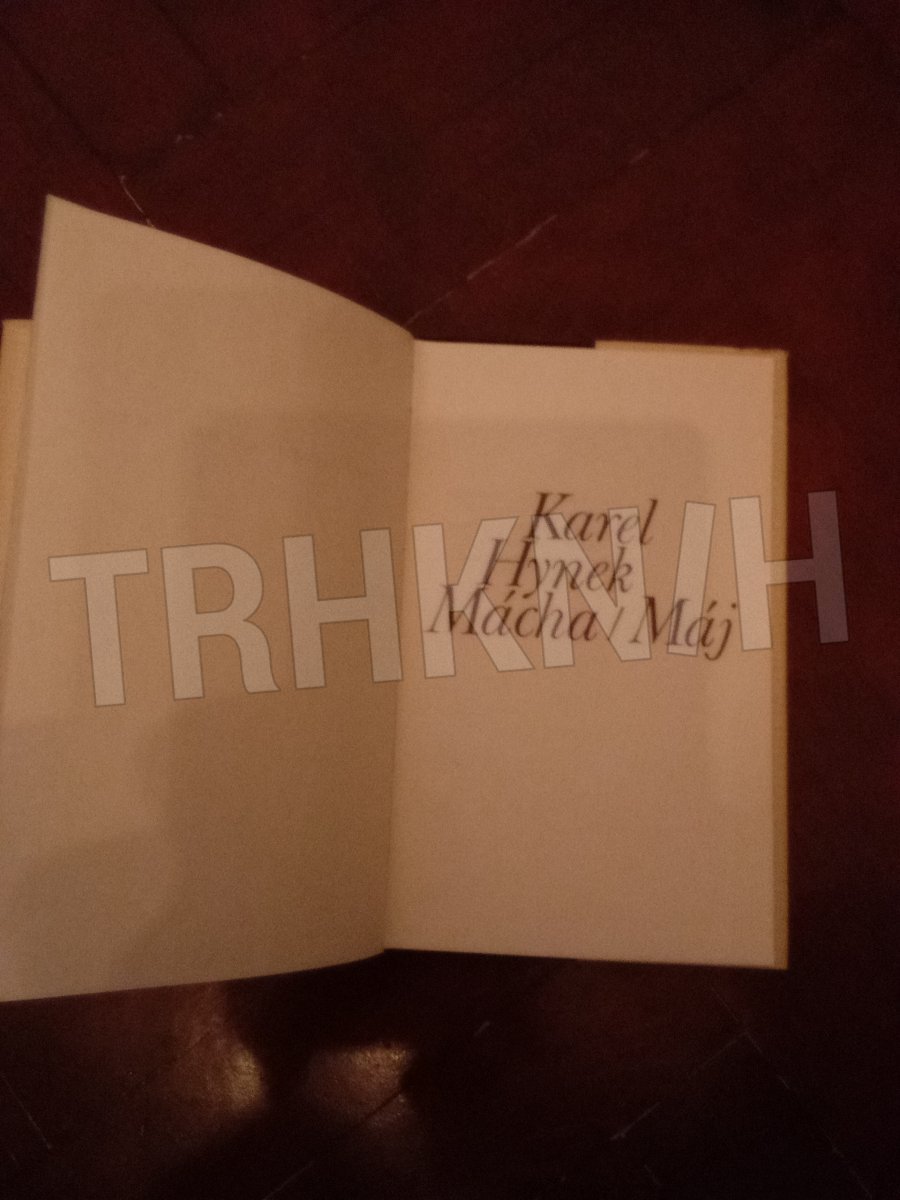 Karel
Hynek
Mácha / Máj
TRHKNIH